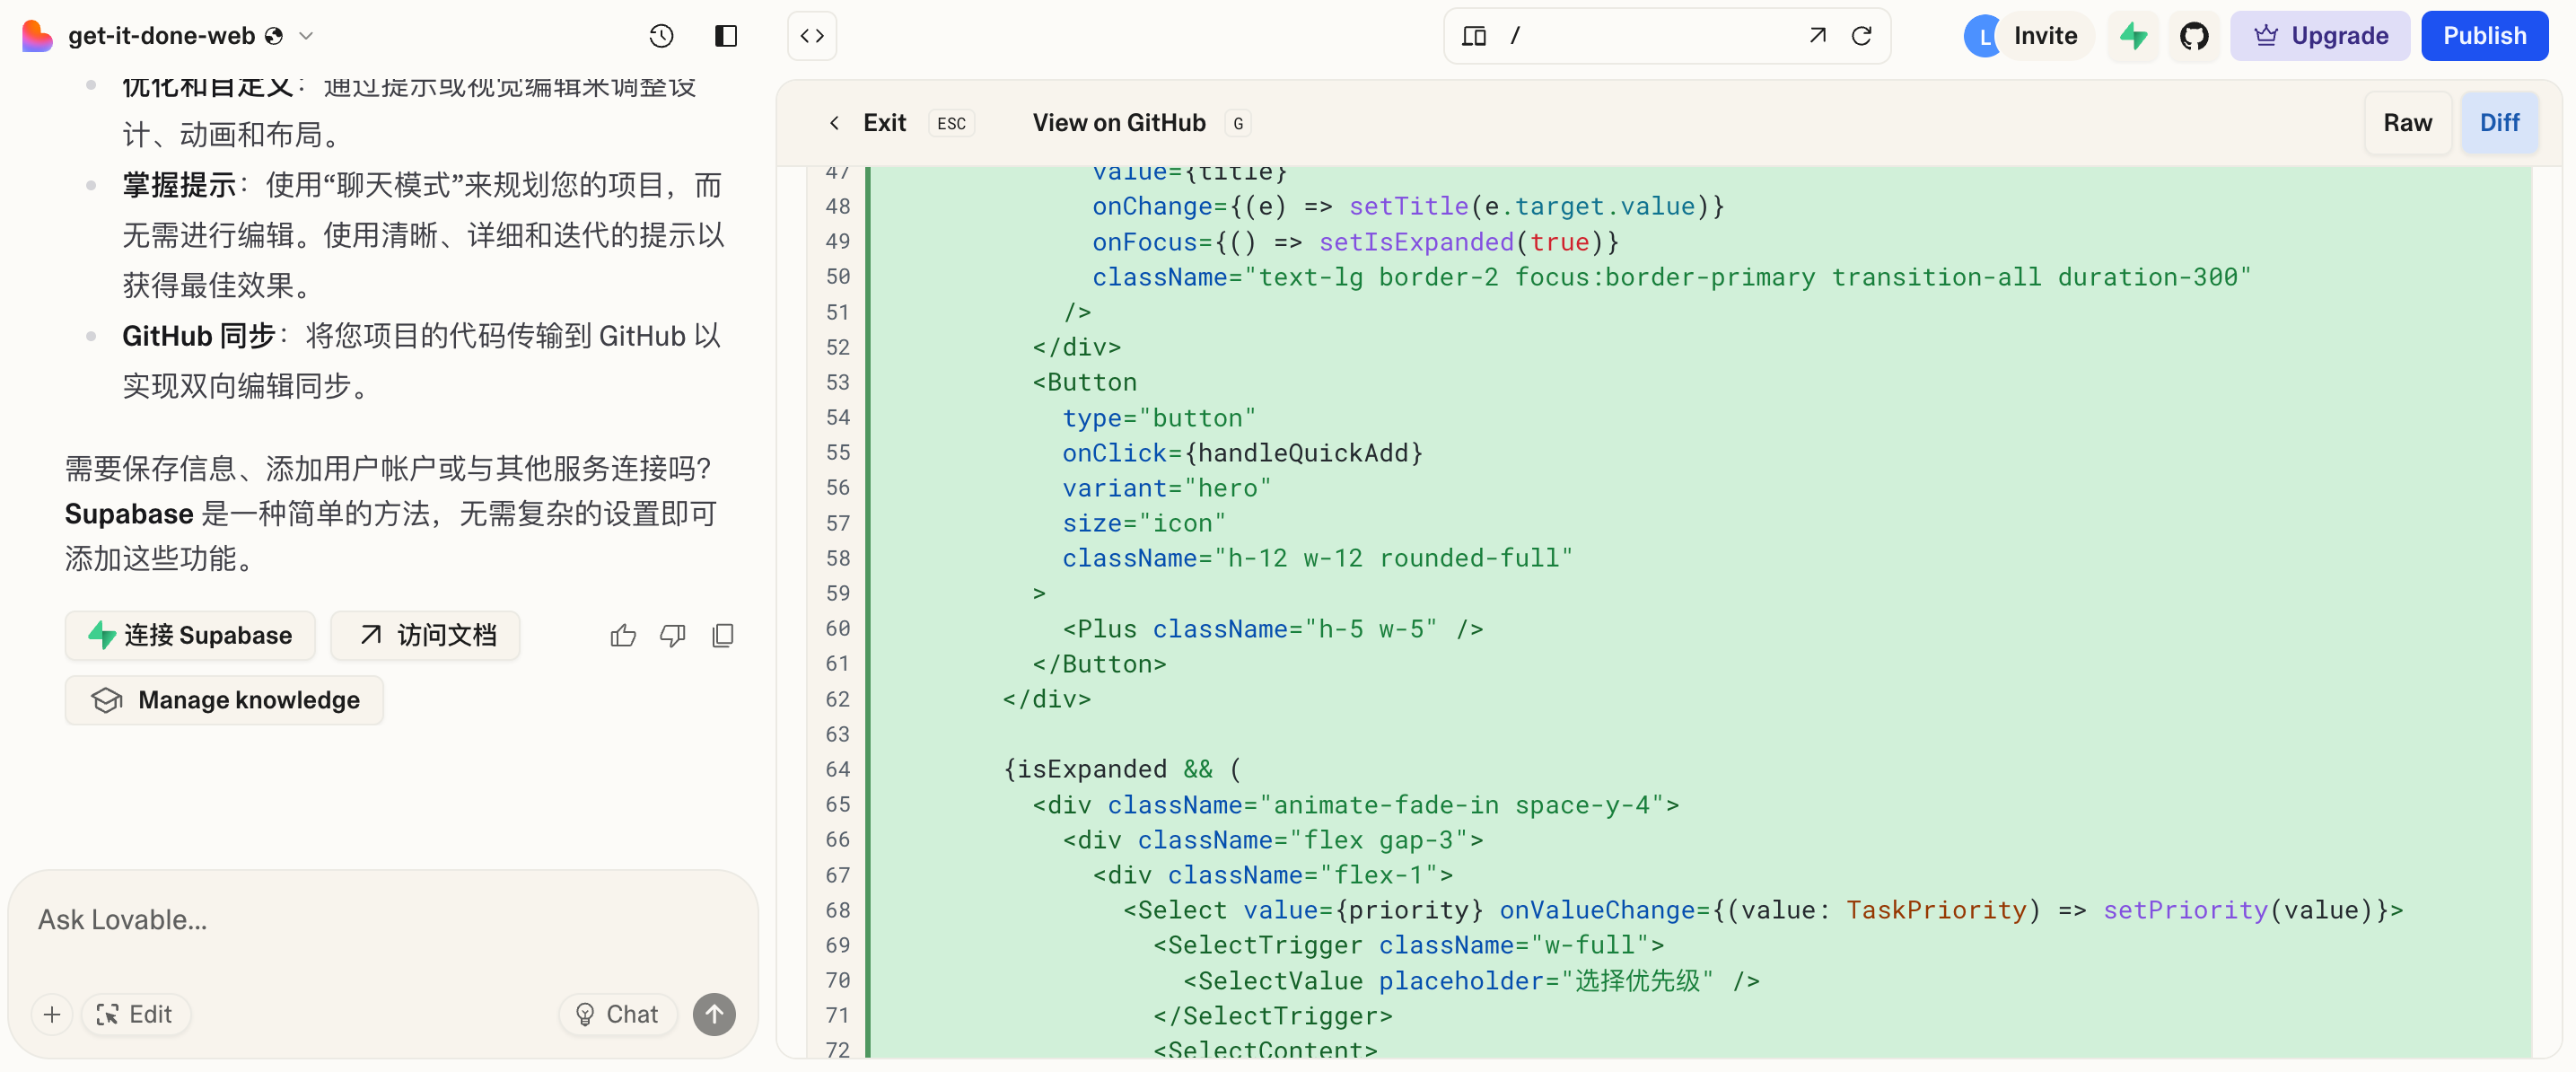 get-it-done-web
/
L
Invite
Upgrade
Publish
优化和自定义：通过提示或视觉编辑来调整设
计、动画和布局。
掌握提示：使用“聊天模式”来规划您的项目，而
无需进行编辑。使用清晰、详细和迭代的提示以
获得最佳效果。
GitHub 同步：将您项目的代码传输到 GitHub 以
实现双向编辑同步。
需要保存信息、添加用户帐户或与其他服务连接吗？
Supabase 是一种简单的方法，无需复杂的设置即可
添加这些功能。
连接 Supabase
访问文档
Manage knowledge
Ask Lovable...
Edit
Chat
Exit ESC
View on GitHub G
Raw
Diff
47 value={title}
48 onChange={(e) => setTitle(e.target.value)}
49 onFocus={() => setIsExpanded(true)}
50 className="text-lg border-2 focus:border-primary transition-all duration-300"
51 />
52 </div>
53 <Button
54 type="button"
55 onClick={handleQuickAdd}
56 variant="hero"
57 size="icon"
58 className="h-12 w-12 rounded-full"
59 >
60 <Plus className="h-5 w-5" />
61 </Button>
62 </div>
63
64 {isExpanded && (
65 <div className="animate-fade-in space-y-4">
66 <div className="flex gap-3">
67 <div className="flex-1">
68 <Select value={priority} onValueChange={(value: TaskPriority) => setPriority(value)}>
69 <SelectTrigger className="w-full">
70 <SelectValue placeholder="选择优先级" />
71 </SelectTrigger>
72 <SelectContent>